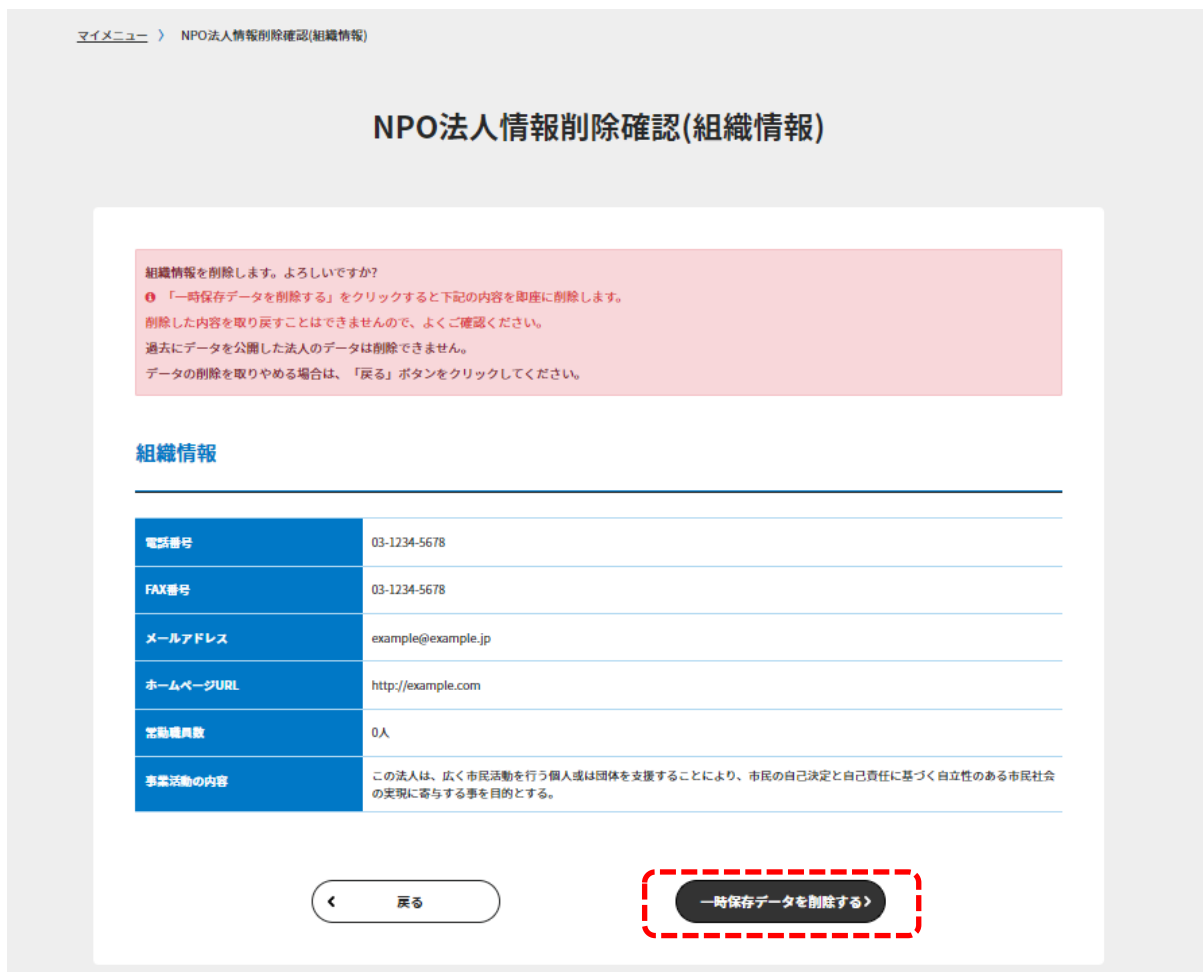 マイメニュー 〉 NPO法人情報削除確認(組織情報)
NPO法人情報削除確認(組織情報)
組織情報を削除します。よろしいですか?
「一時保存データを削除する」をクリックすると下記の内容を即座に削除します。
削除した内容を取り戻すことはできませんので、よくご確認ください。
過去にデータを公開した法人のデータは削除できません。
データの削除を取りやめる場合は、「戻る」ボタンをクリックしてください。
組織情報
電話番号 03-1234-5678
FAX番号 03-1234-5678
メールアドレス example@example.jp
ホームページURL http://example.com
常勤職員数 0人
事業活動の内容 この法人は、広く市民活動を行う個人或は団体を支援することにより、市民の自己決定と自己責任に基づく自立性のある市民社会
の実現に寄与する事を目的とする。
戻る 一時保存データを削除する